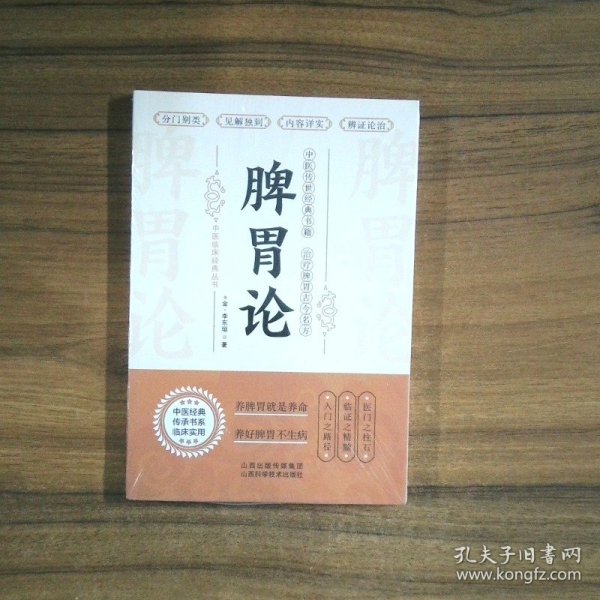 分门别类 见解独到 内容详实 辨证论治
脾胃论
中医传世经典书籍 治疗脾胃古今名方
中医临床经典丛书
金·李东垣 著
中医经典
传承书系
临床实用
养脾胃就是养命
养好脾胃不生病
医门之柱石
临证之精髓
入门之路径
山西出版传媒集团
山西科学技术出版社
孔夫子旧书网
www.kongfz.com